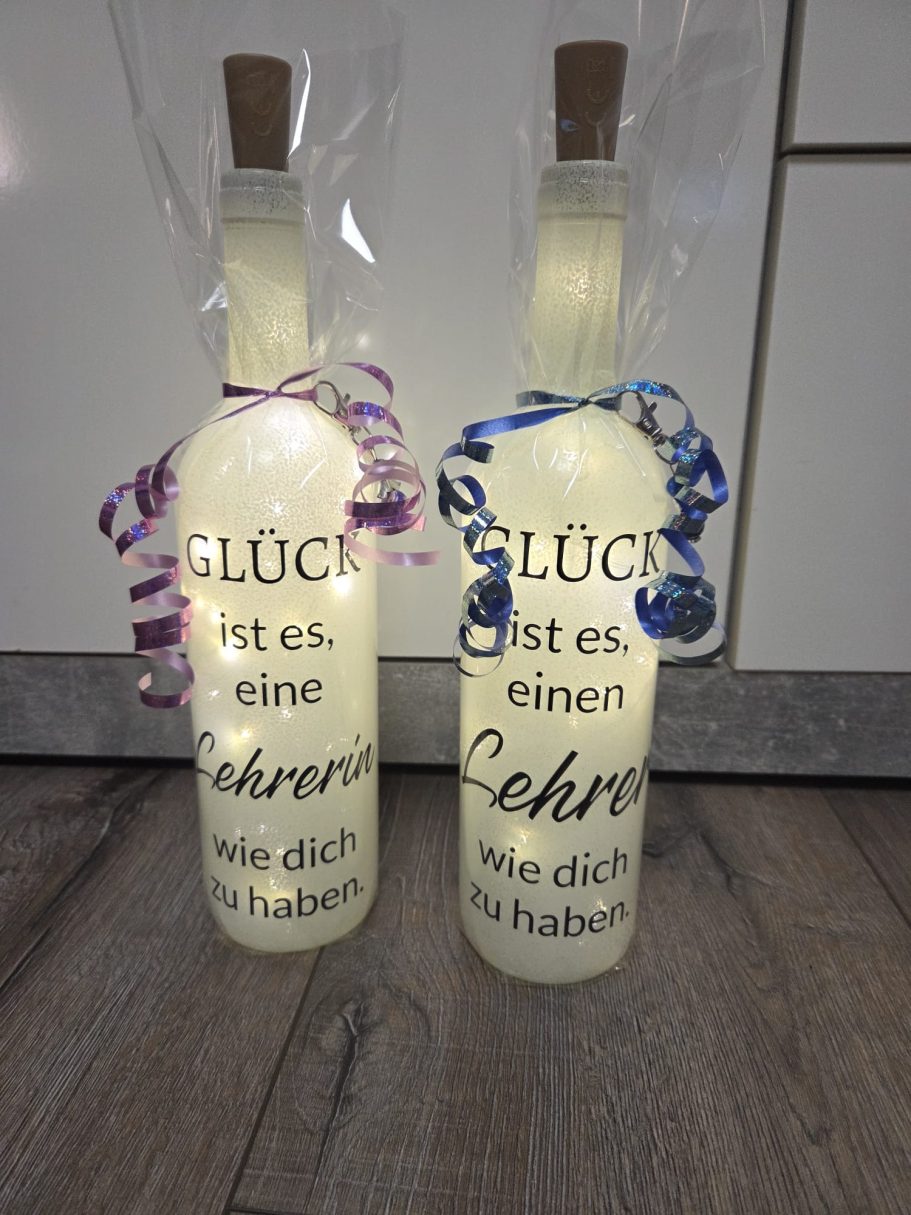 GLÜCK
ist es,
eine
Lehrerin
wie dich
zu haben.
GLÜCK
ist es,
einen
Lehrer
wie dich
zu haben.